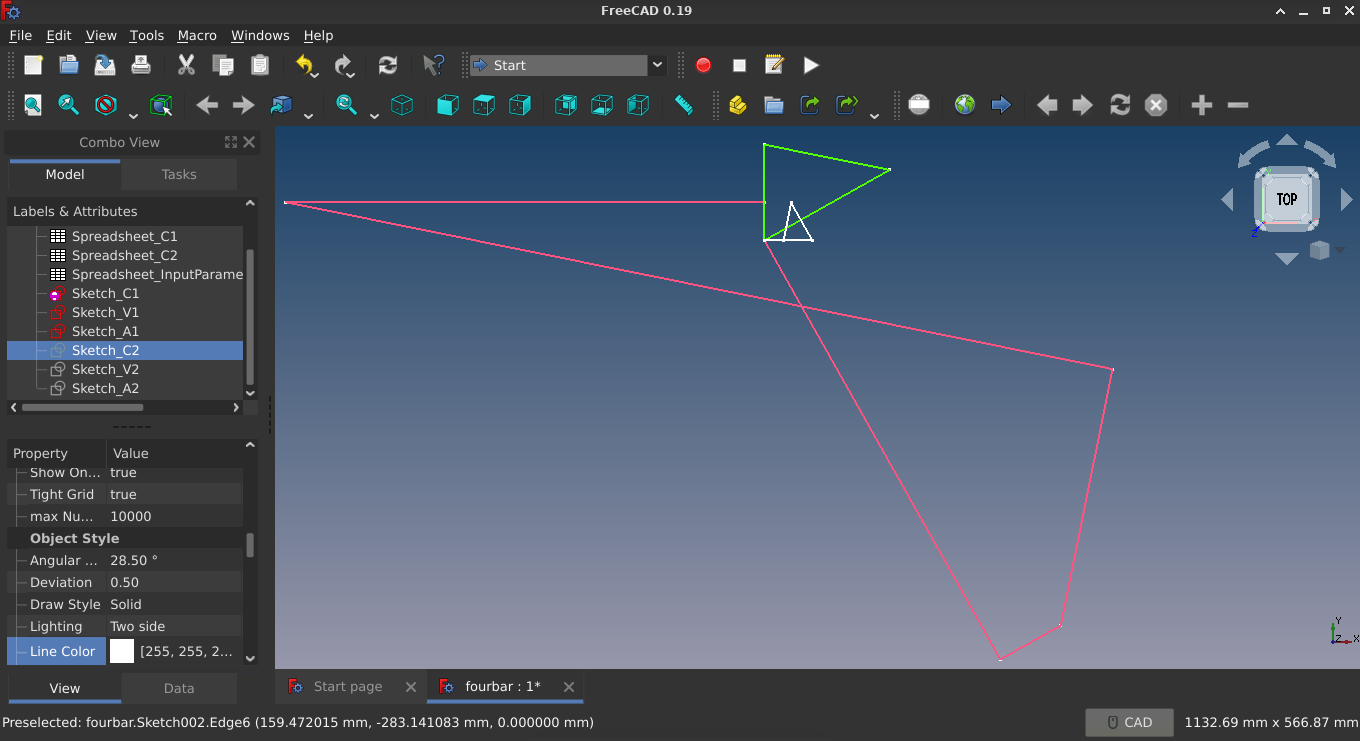 FreeCAD 0.19
File Edit View Tools Macro Windows Help
Start
Combo View
Model Tasks
Labels & Attributes
Spreadsheet_C1
Spreadsheet_C2
Spreadsheet_InputParame
Sketch_C1
Sketch_V1
Sketch_A1
Sketch_C2
Sketch_V2
Sketch_A2
Property Value
Show On... true
Tight Grid true
max Nu... 10000
Object Style
Angular ... 28.50 °
Deviation 0.50
Draw Style Solid
Lighting Two side
Line Color [255, 255, 2...
View Data
TOP
Z
Y
Z X
Start page
fourbar : 1*
Preselected: fourbar.Sketch002.Edge6 (159.472015 mm, -283.141083 mm, 0.000000 mm)
CAD
1132.69 mm x 566.87 mm